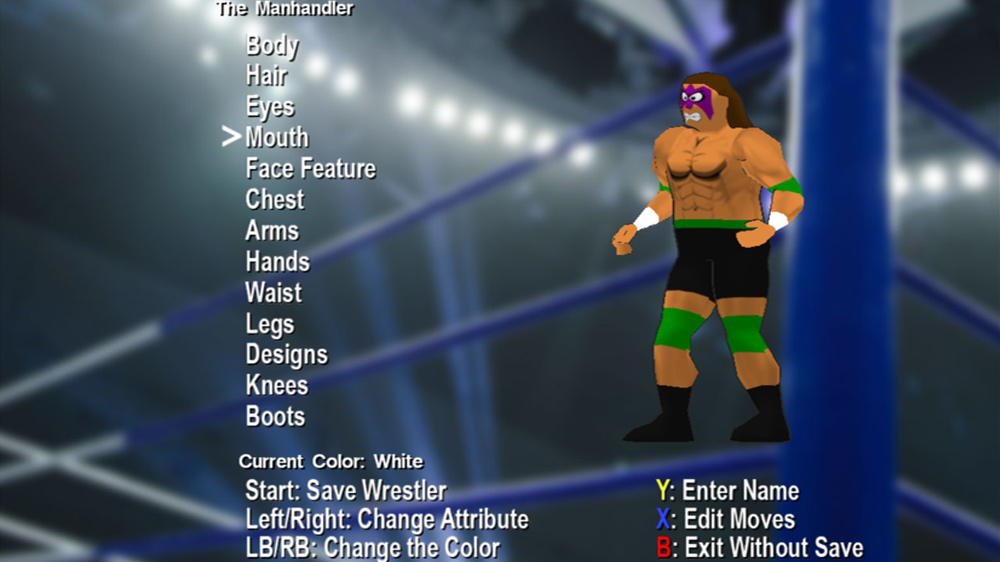 The Manhandler
Body
Hair
Eyes
> Mouth
Face Feature
Chest
Arms
Hands
Waist
Legs
Designs
Knees
Boots
Current Color: White
Start: Save Wrestler
Y: Enter Name
Left/Right: Change Attribute
X: Edit Moves
LB/RB: Change the Color
B: Exit Without Save